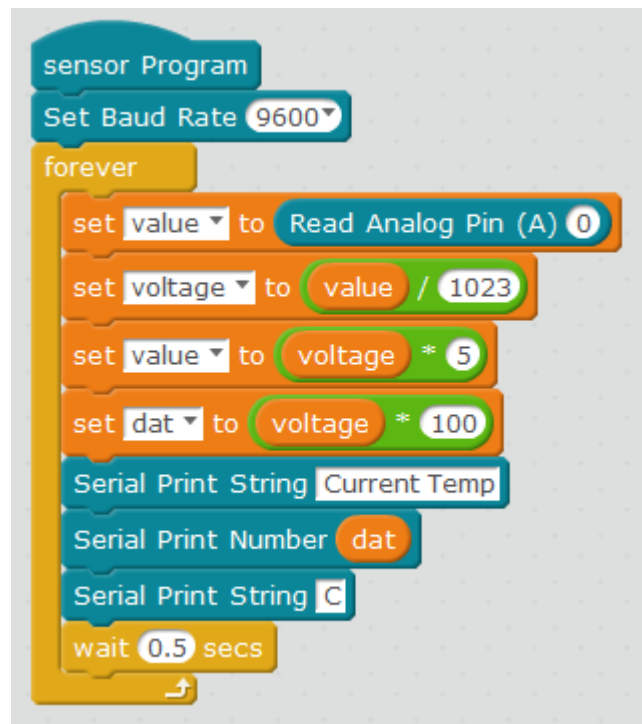 sensor Program
Set Baud Rate 9600
forever
set value to Read Analog Pin (A) 0
set voltage to value / 1023
set value to voltage * 5
set dat to voltage * 100
Serial Print String Current Temp
Serial Print Number dat
Serial Print String C
wait 0.5 secs